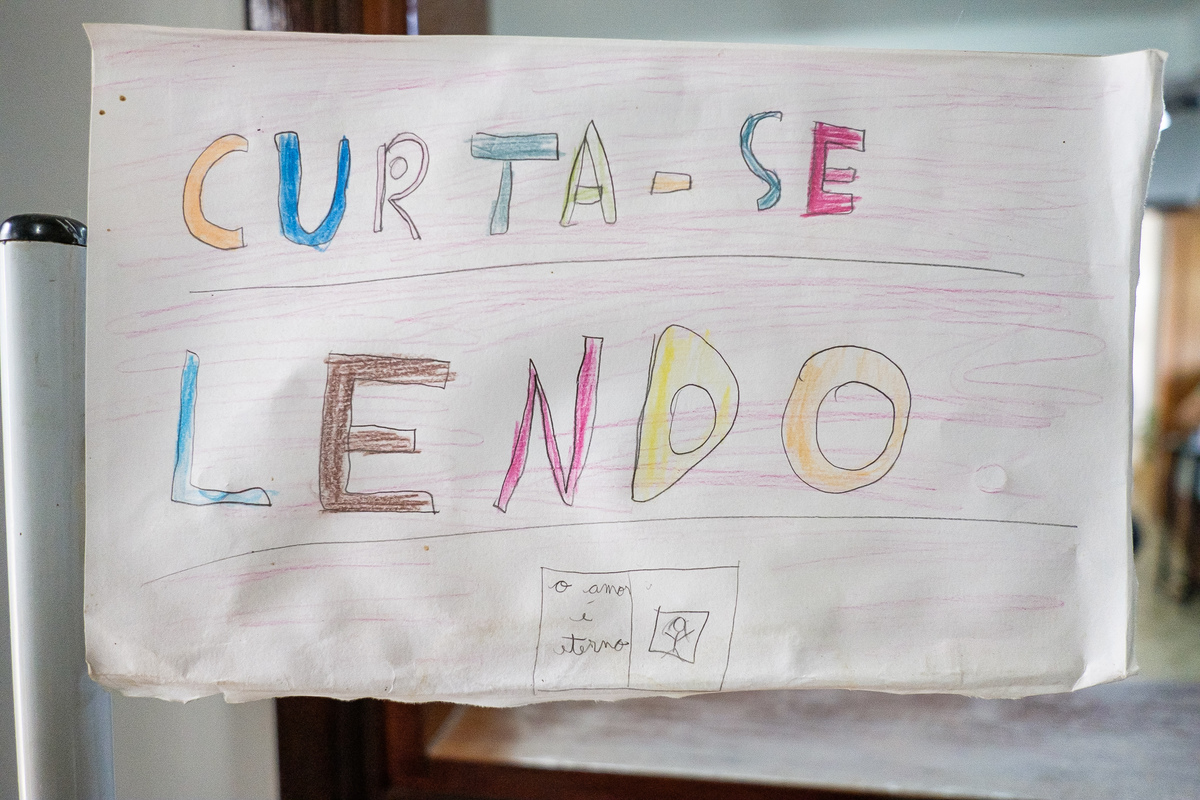 CURTA-SE
LENDO
o amor
é
eterno